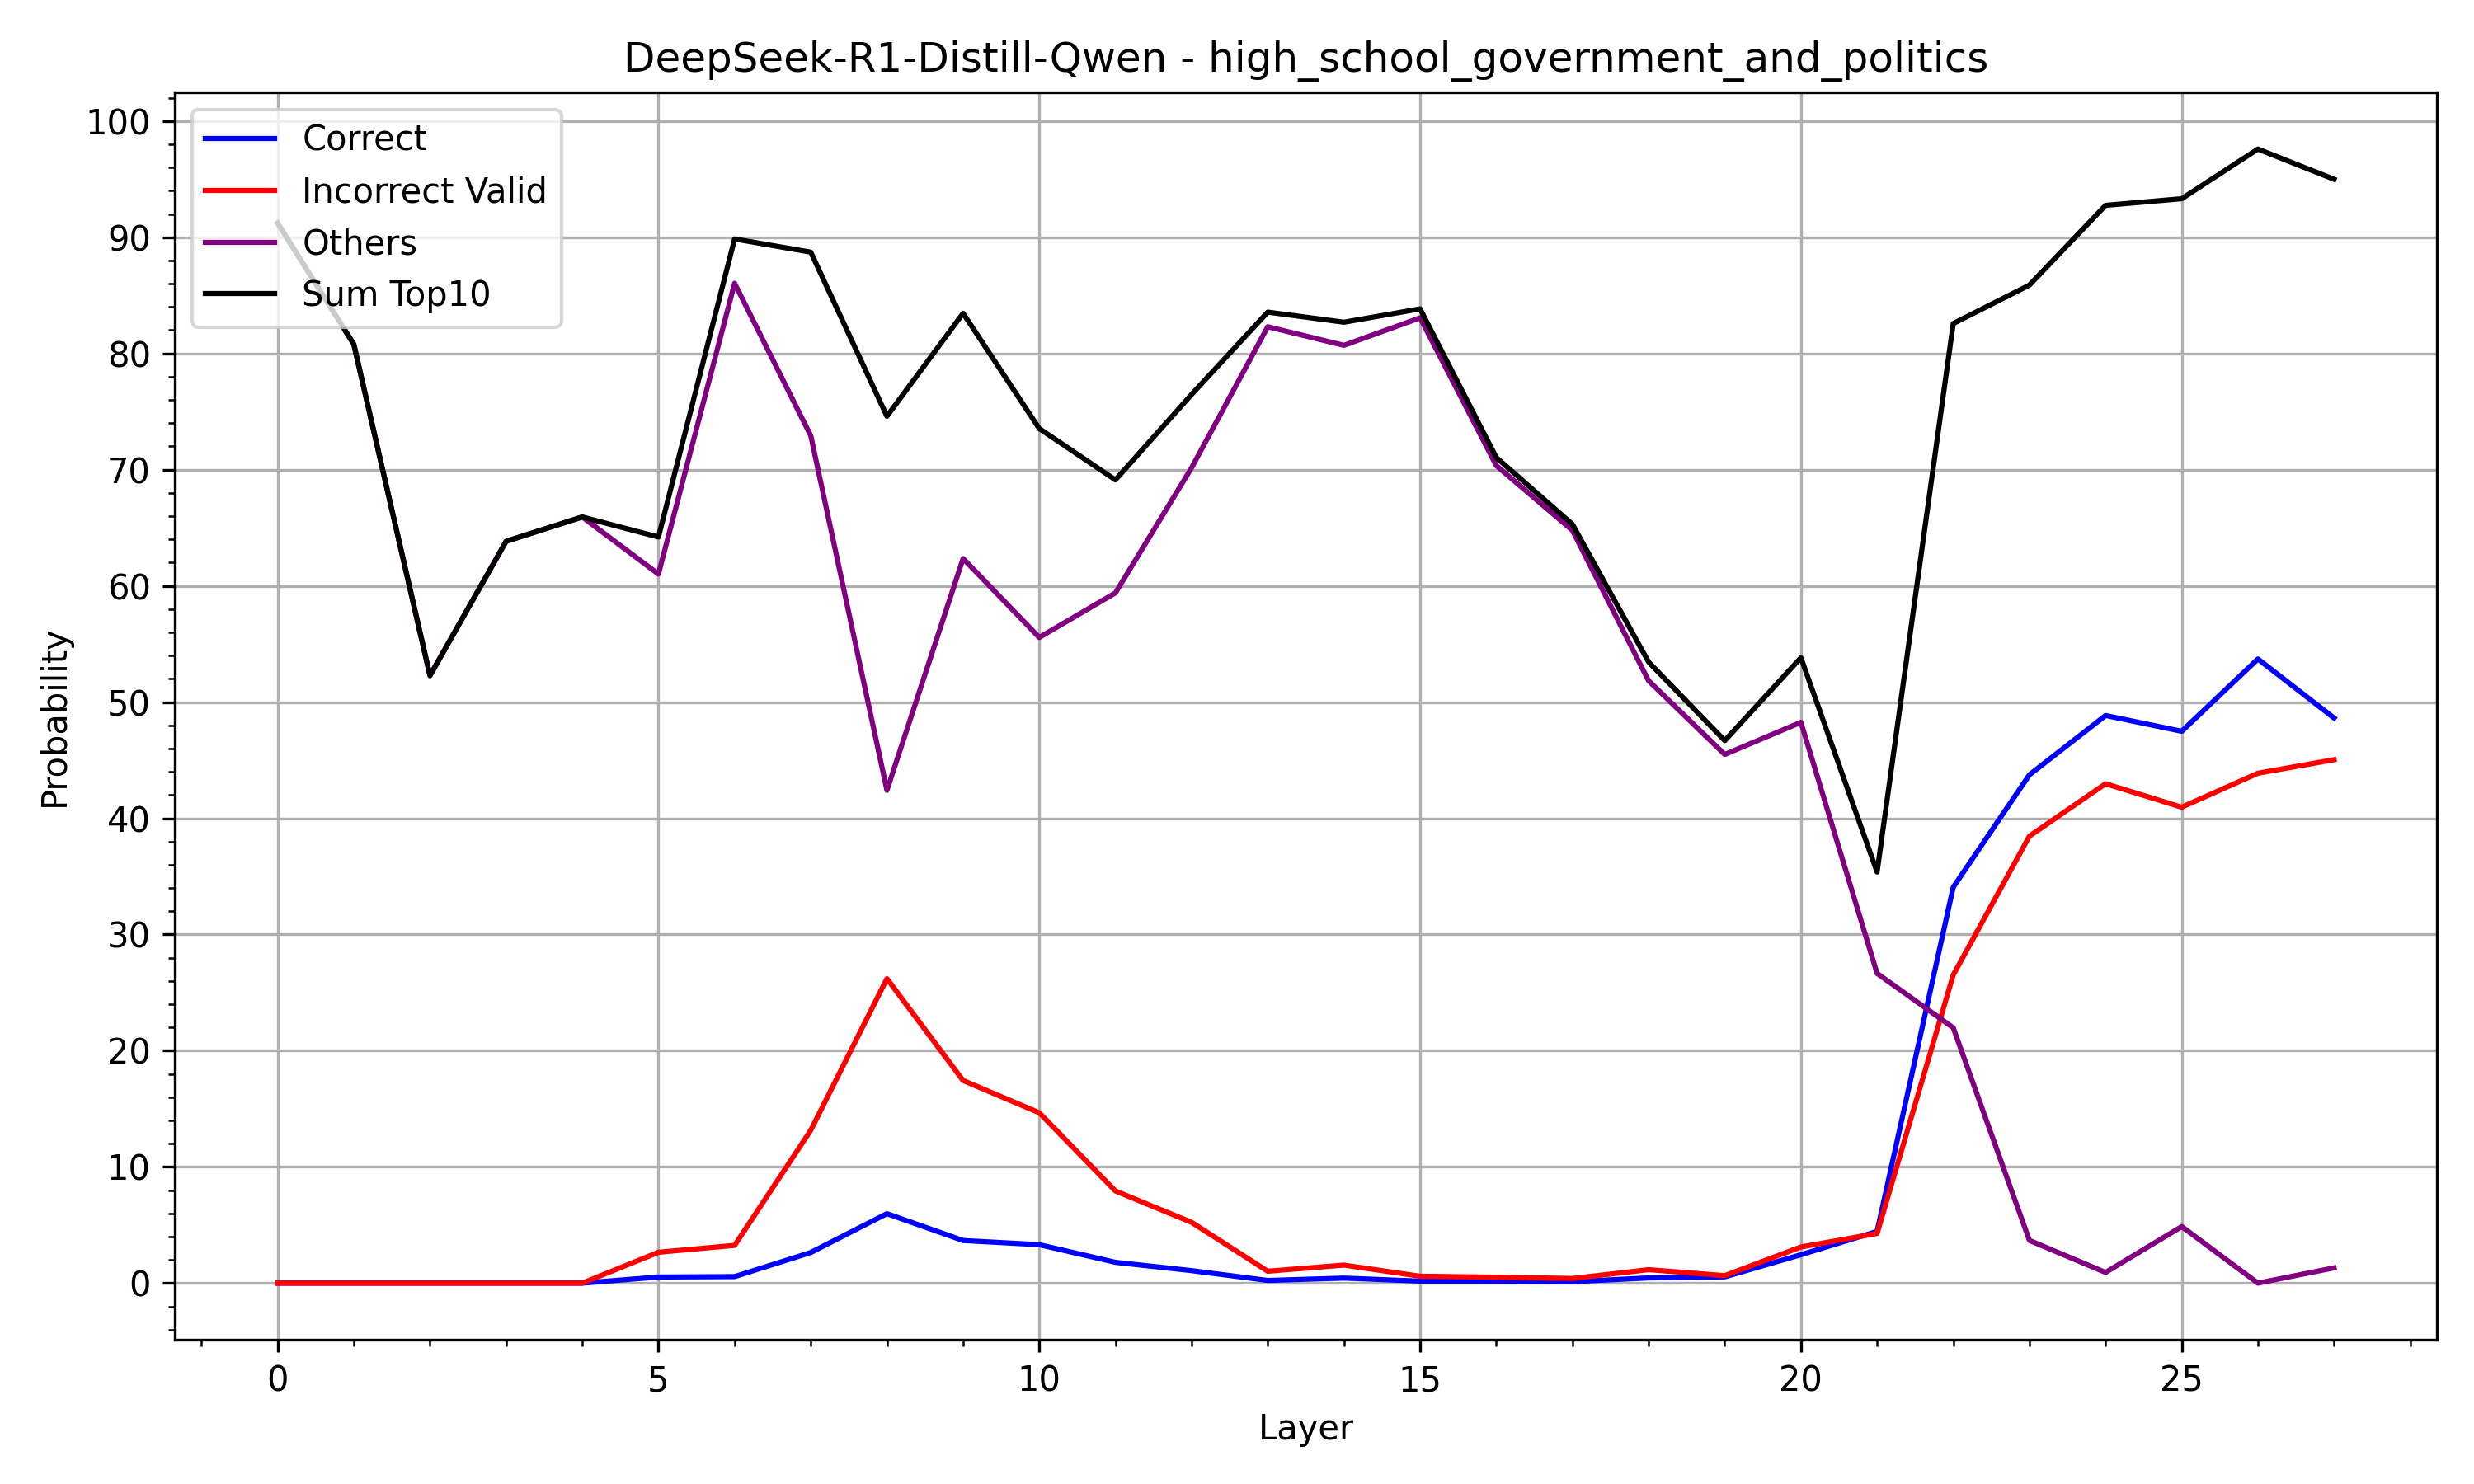 DeepSeek-R1-Distill-Qwen - high_school_government_and_politics
Correct
Incorrect Valid
Others
Sum Top10
100
90
80
70
60
50
40
30
20
10
0
Probability
0 5 10 15 20 25
Layer